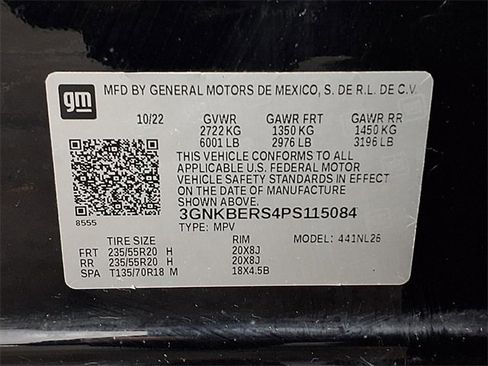 gm MFD BY GENERAL MOTORS DE MEXICO, S. DE R.L. DE C.V.
10/22 GVWR GAWR FRT GAWR RR
2722 KG 1350 KG 1450 KG
6001 LB 2976 LB 3196 LB
THIS VEHICLE CONFORMS TO ALL
APPLICABLE U.S. FEDERAL MOTOR
VEHICLE SAFETY STANDARDS IN EFFECT
ON THE DATE OF MANUFACTURE
SHOWN ABOVE.
8555 3GNKBERS4PS115084
TYPE: MPV
TIRE SIZE RIM MODEL: 441NL26
FRT 235/55R20 H 20X8J
RR 235/55R20 H 20X8J
SPA T135/70R18 M 18X4.5B